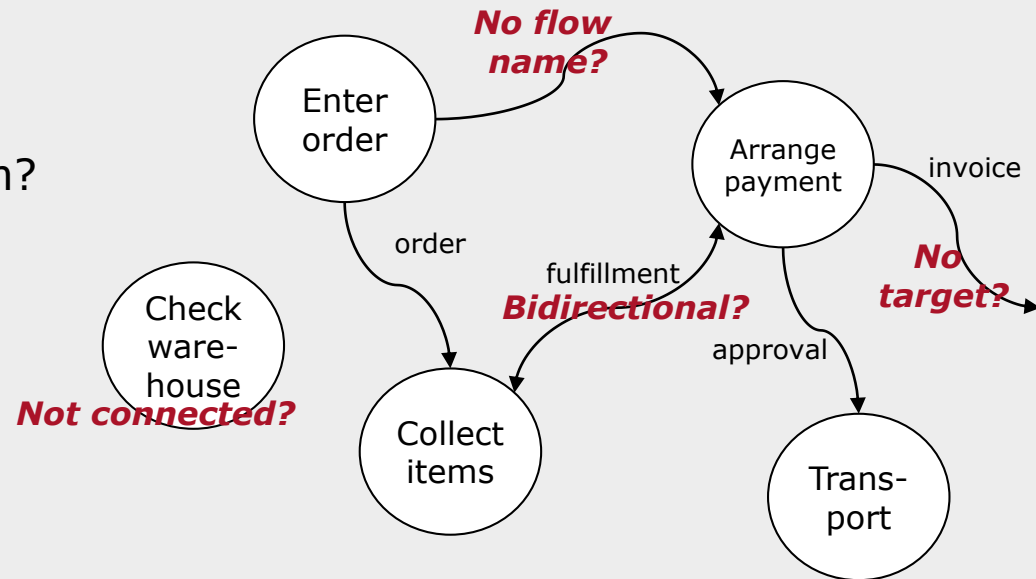 No flow
name?
Enter
order
Arrange
payment
invoice
n?
order
fulfillment
Bidirectional?
No
target?
Check
ware-
house
Not connected?
approval
Collect
items
Trans-
port